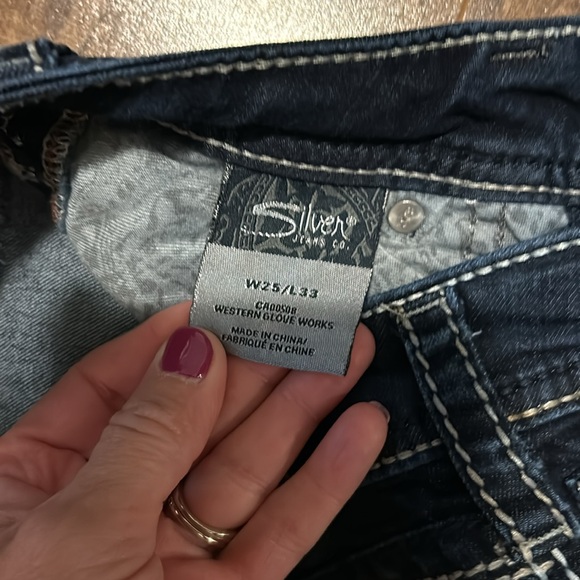 Silver
JEANS CO.
W25/L33
CA00508
WESTERN GLOVE WORKS
MADE IN CHINA/
FABRIQUÉ EN CHINE